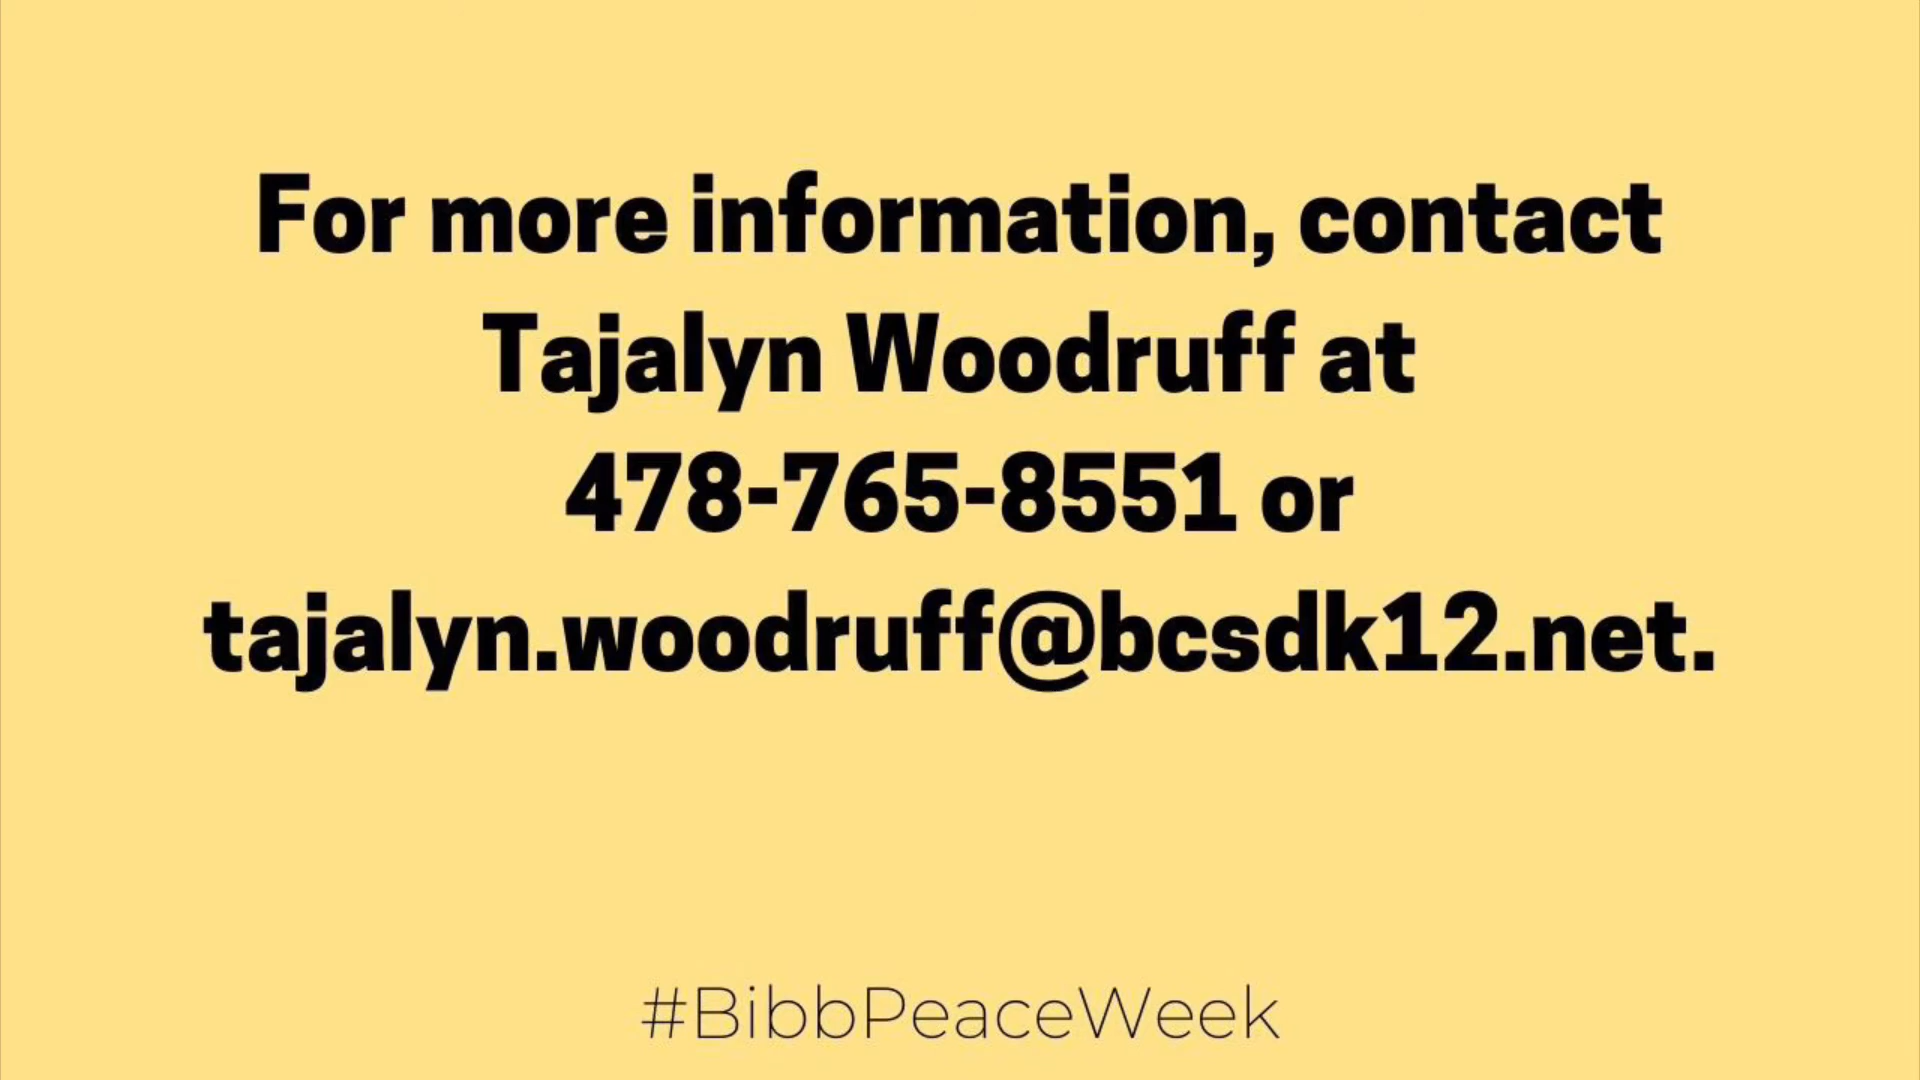 For more information, contact
Tajalyn Woodruff at
478-765-8551 or
tajalyn.woodruff@bcsdk12.net.
#BibbPeaceWeek